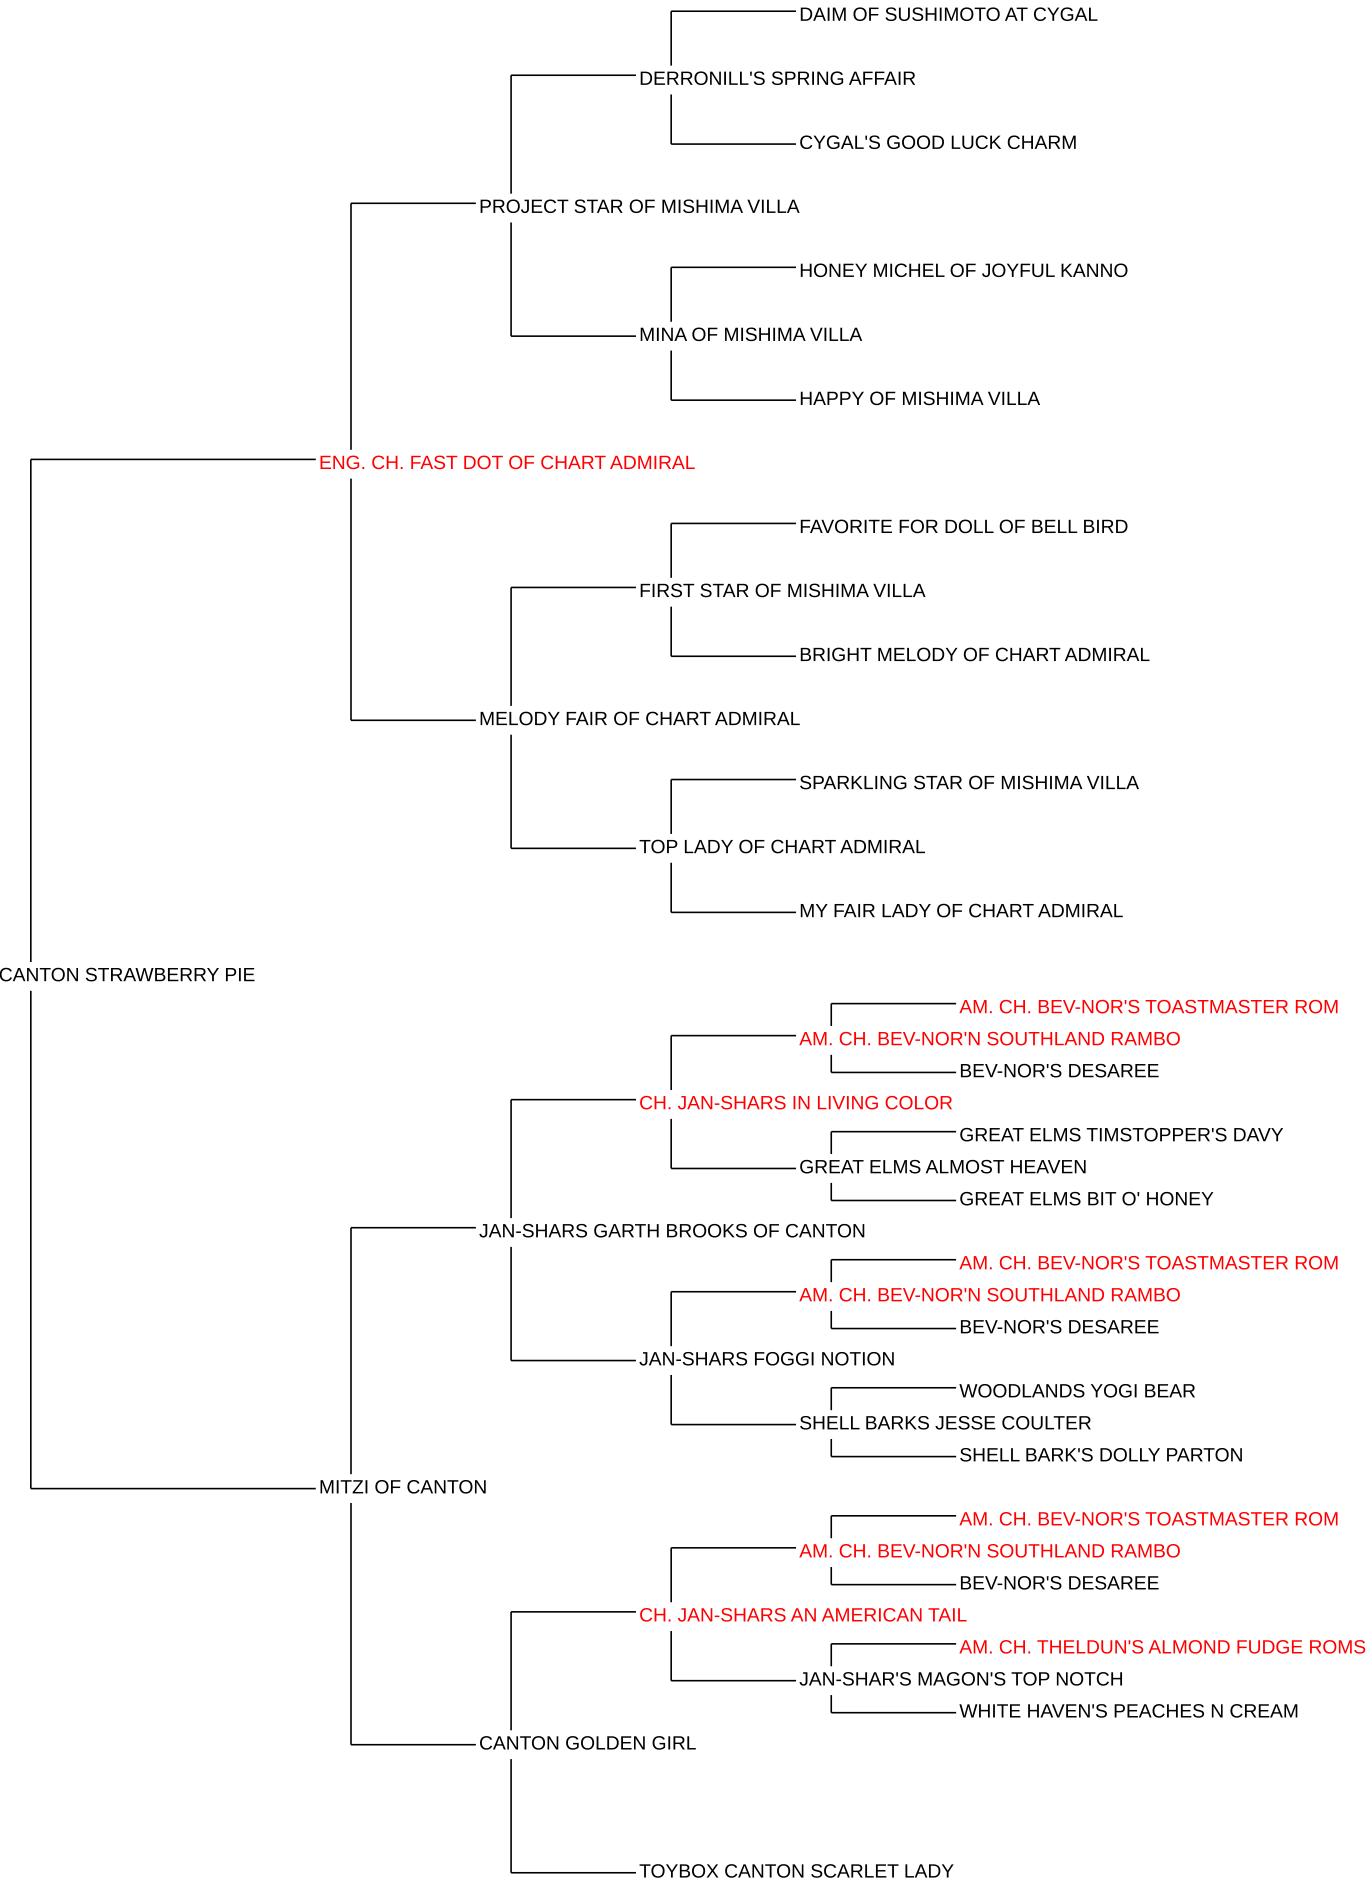 DAIM OF SUSHIMOTO AT CYGAL
DERRONILL'S SPRING AFFAIR
CYGAL'S GOOD LUCK CHARM
PROJECT STAR OF MISHIMA VILLA
HONEY MICHEL OF JOYFUL KANNO
MINA OF MISHIMA VILLA
HAPPY OF MISHIMA VILLA
ENG. CH. FAST DOT OF CHART ADMIRAL
FAVORITE FOR DOLL OF BELL BIRD
FIRST STAR OF MISHIMA VILLA
BRIGHT MELODY OF CHART ADMIRAL
MELODY FAIR OF CHART ADMIRAL
SPARKLING STAR OF MISHIMA VILLA
TOP LADY OF CHART ADMIRAL
MY FAIR LADY OF CHART ADMIRAL
CANTON STRAWBERRY PIE
AM. CH. BEV-NOR'S TOASTMASTER ROM
AM. CH. BEV-NOR'N SOUTHLAND RAMBO
BEV-NOR'S DESAREE
CH. JAN-SHARS IN LIVING COLOR
GREAT ELMS TIMSTOPPER'S DAVY
GREAT ELMS ALMOST HEAVEN
GREAT ELMS BIT O' HONEY
JAN-SHARS GARTH BROOKS OF CANTON
AM. CH. BEV-NOR'S TOASTMASTER ROM
AM. CH. BEV-NOR'N SOUTHLAND RAMBO
BEV-NOR'S DESAREE
JAN-SHARS FOGGI NOTION
WOODLANDS YOGI BEAR
SHELL BARKS JESSE COULTER
SHELL BARK'S DOLLY PARTON
MITZI OF CANTON
AM. CH. BEV-NOR'S TOASTMASTER ROM
AM. CH. BEV-NOR'N SOUTHLAND RAMBO
BEV-NOR'S DESAREE
CH. JAN-SHARS AN AMERICAN TAIL
AM. CH. THELDUN'S ALMOND FUDGE ROMS
JAN-SHAR'S MAGON'S TOP NOTCH
WHITE HAVEN'S PEACHES N CREAM
CANTON GOLDEN GIRL
TOYBOX CANTON SCARLET LADY